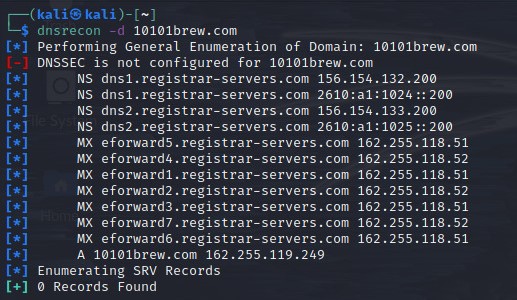 ┌──(kali㉿kali)-[~]
└─$ dnsrecon -d 10101brew.com
[*] Performing General Enumeration of Domain: 10101brew.com
[-] DNSSEC is not configured for 10101brew.com
[*] NS dns1.registrar-servers.com 156.154.132.200
[*] NS dns1.registrar-servers.com 2610:a1:1024::200
[*] NS dns2.registrar-servers.com 156.154.133.200
[*] NS dns2.registrar-servers.com 2610:a1:1025::200
[*] MX eforward5.registrar-servers.com 162.255.118.51
[*] MX eforward4.registrar-servers.com 162.255.118.52
[*] MX eforward1.registrar-servers.com 162.255.118.51
[*] MX eforward2.registrar-servers.com 162.255.118.52
[*] MX eforward3.registrar-servers.com 162.255.118.51
[*] MX eforward7.registrar-servers.com 162.255.118.52
[*] MX eforward6.registrar-servers.com 162.255.118.51
[*] A 10101brew.com 162.255.119.249
[*] Enumerating SRV Records
[+] 0 Records Found
File Sys
Home